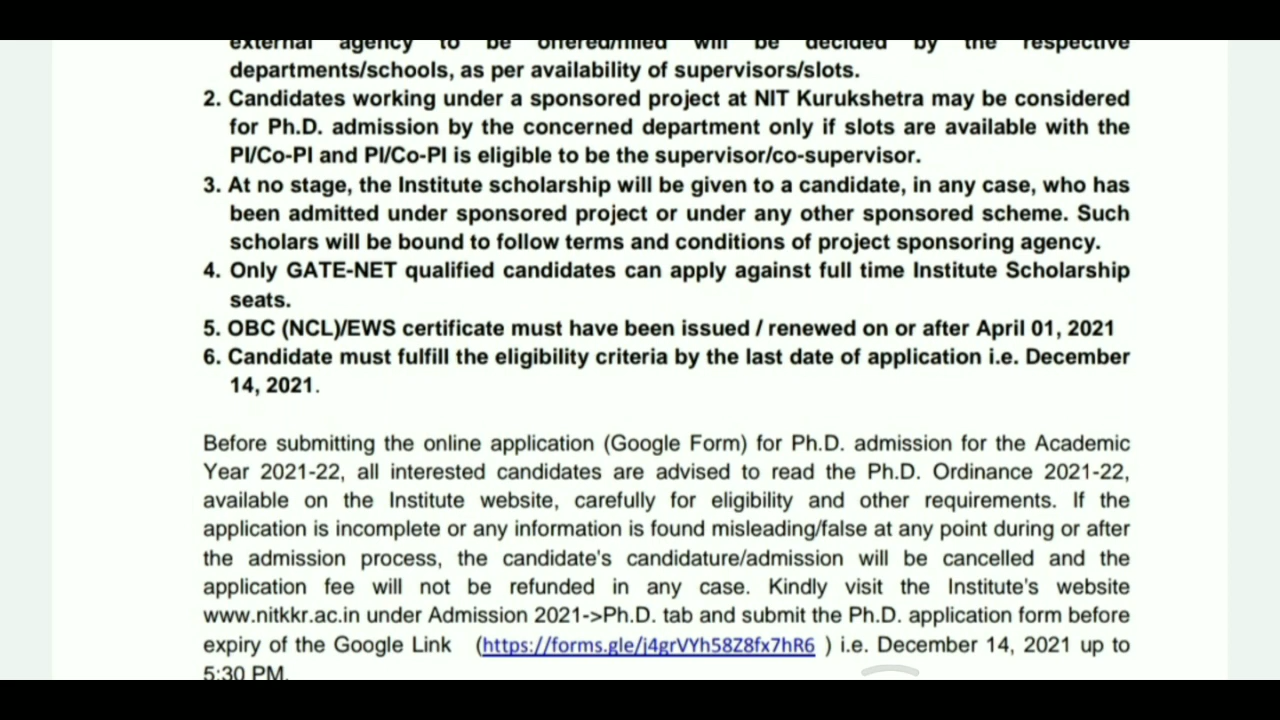 external agency to be offered/filled will be decided by the respective
departments/schools, as per availability of supervisors/slots.
2. Candidates working under a sponsored project at NIT Kurukshetra may be considered
for Ph.D. admission by the concerned department only if slots are available with the
PI/Co-PI and PI/Co-PI is eligible to be the supervisor/co-supervisor.
3. At no stage, the Institute scholarship will be given to a candidate, in any case, who has
been admitted under sponsored project or under any other sponsored scheme. Such
scholars will be bound to follow terms and conditions of project sponsoring agency.
4. Only GATE-NET qualified candidates can apply against full time Institute Scholarship
seats.
5. OBC (NCL)/EWS certificate must have been issued / renewed on or after April 01, 2021
6. Candidate must fulfill the eligibility criteria by the last date of application i.e. December
14, 2021.
Before submitting the online application (Google Form) for Ph.D. admission for the Academic
Year 2021-22, all interested candidates are advised to read the Ph.D. Ordinance 2021-22,
available on the Institute website, carefully for eligibility and other requirements. If the
application is incomplete or any information is found misleading/false at any point during or after
the admission process, the candidate's candidature/admission will be cancelled and the
application fee will not be refunded in any case. Kindly visit the Institute's website
www.nitkkr.ac.in under Admission 2021->Ph.D. tab and submit the Ph.D. application form before
expiry of the Google Link (https://forms.gle/j4grVYh58Z8fx7hR6 ) i.e. December 14, 2021 up to
5:30 PM.